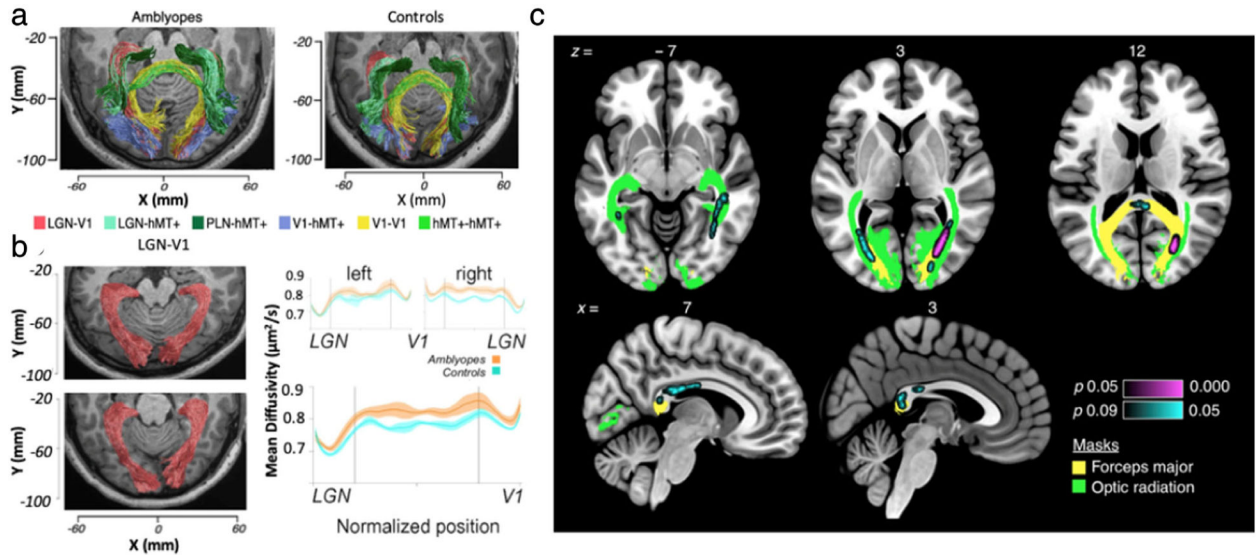 a
Amblyopes
Controls
-20
-60
-100
Y (mm)
-20
-60
-100
Y (mm)
-60 0 60
X (mm)
-60 0 60
X (mm)
LGN-V1 LGN-hMT+ PLN-hMT+ V1-hMT+ V1-V1 hMT+-hMT+
b
LGN-V1
-20
-60
-100
Y (mm)
-20
-60
-100
Y (mm)
-60 0 60
X (mm)
Mean Diffusivity (µm²/s)
left right
0.9
0.8
0.7
LGN V1 LGN
Amblyopes
Controls
0.9
0.8
0.7
LGN V1
Normalized position
c
z = – 7 3 12
x = 7 3
p 0.05 0.000
p 0.09 0.05
Masks
Forceps major
Optic radiation